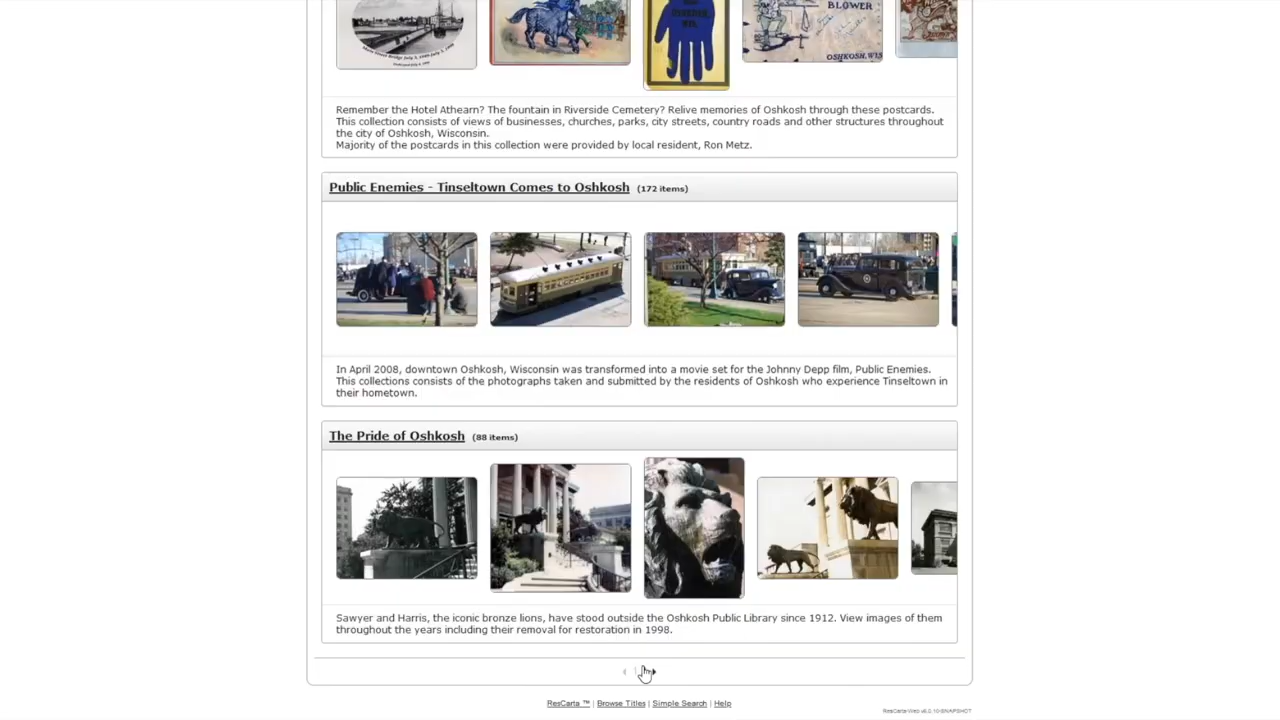 BLOWER
OSHKOSH, WIS.
Remember the Hotel Athearn? The fountain in Riverside Cemetery? Relive memories of Oshkosh through these postcards.
This collection consists of views of businesses, churches, parks, city streets, country roads and other structures throughout
the city of Oshkosh, Wisconsin.
Majority of the postcards in this collection were provided by local resident, Ron Metz.
Public Enemies - Tinseltown Comes to Oshkosh (172 items)
In April 2008, downtown Oshkosh, Wisconsin was transformed into a movie set for the Johnny Depp film, Public Enemies.
This collections consists of the photographs taken and submitted by the residents of Oshkosh who experience Tinseltown in
their hometown.
The Pride of Oshkosh (88 items)
Sawyer and Harris, the iconic bronze lions, have stood outside the Oshkosh Public Library since 1912. View images of them
throughout the years including their removal for restoration in 1998.
ResCarta ™ | Browse Titles | Simple Search | Help
ResCarta-Web v6.0.10-SNAPSHOT